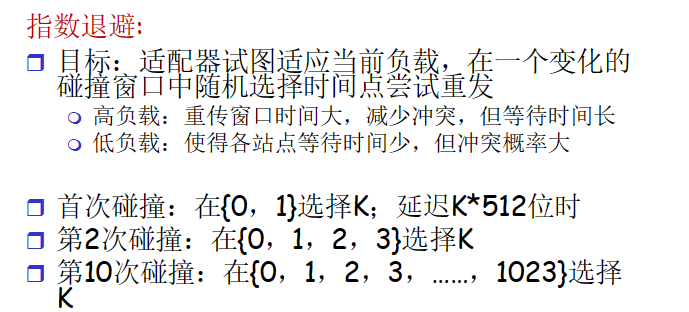 指数退避:
目标：适配器试图适应当前负载，在一个变化的
碰撞窗口中随机选择时间点尝试重发
高负载：重传窗口时间大，减少冲突，但等待时间长
低负载：使得各站点等待时间少，但冲突概率大
首次碰撞：在{0，1}选择K；延迟K*512位时
第2次碰撞：在{0，1，2，3}选择K
第10次碰撞：在{0，1，2，3，……，1023}选择
K